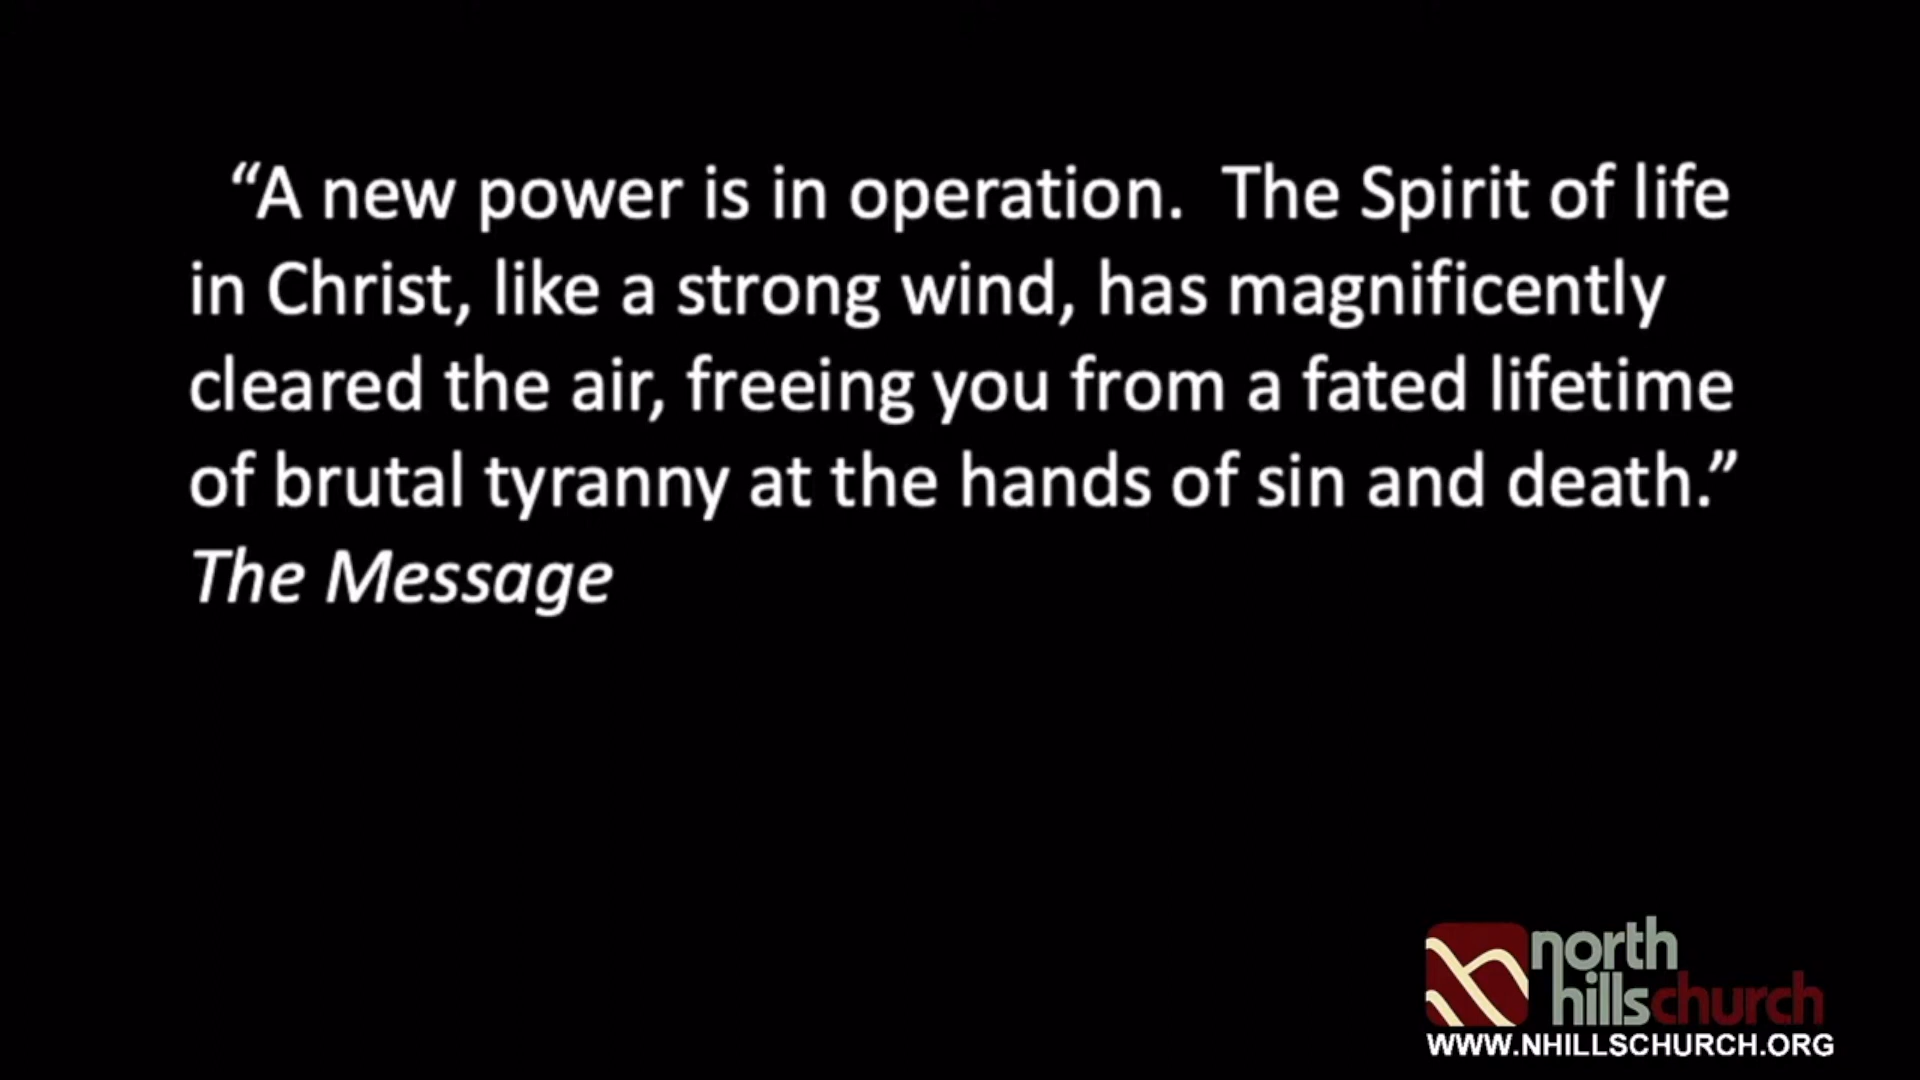 “A new power is in operation.  The Spirit of life
in Christ, like a strong wind, has magnificently
cleared the air, freeing you from a fated lifetime
of brutal tyranny at the hands of sin and death.”
The Message
north
hillschurch
WWW.NHILLSCHURCH.ORG